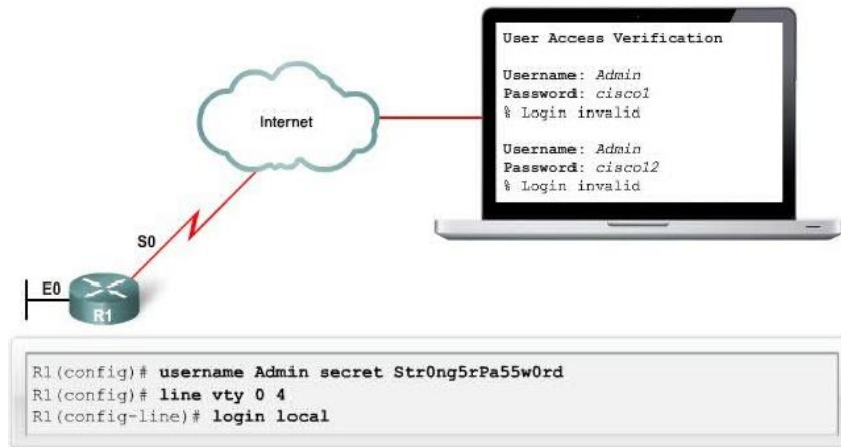 User Access Verification
Username: Admin
Password: cisco1
% Login invalid
Username: Admin
Password: cisco12
% Login invalid
Internet
S0
E0
R1
R1(config)# username Admin secret Str0ng5rPa55w0rd
R1(config)# line vty 0 4
R1(config-line)# login local